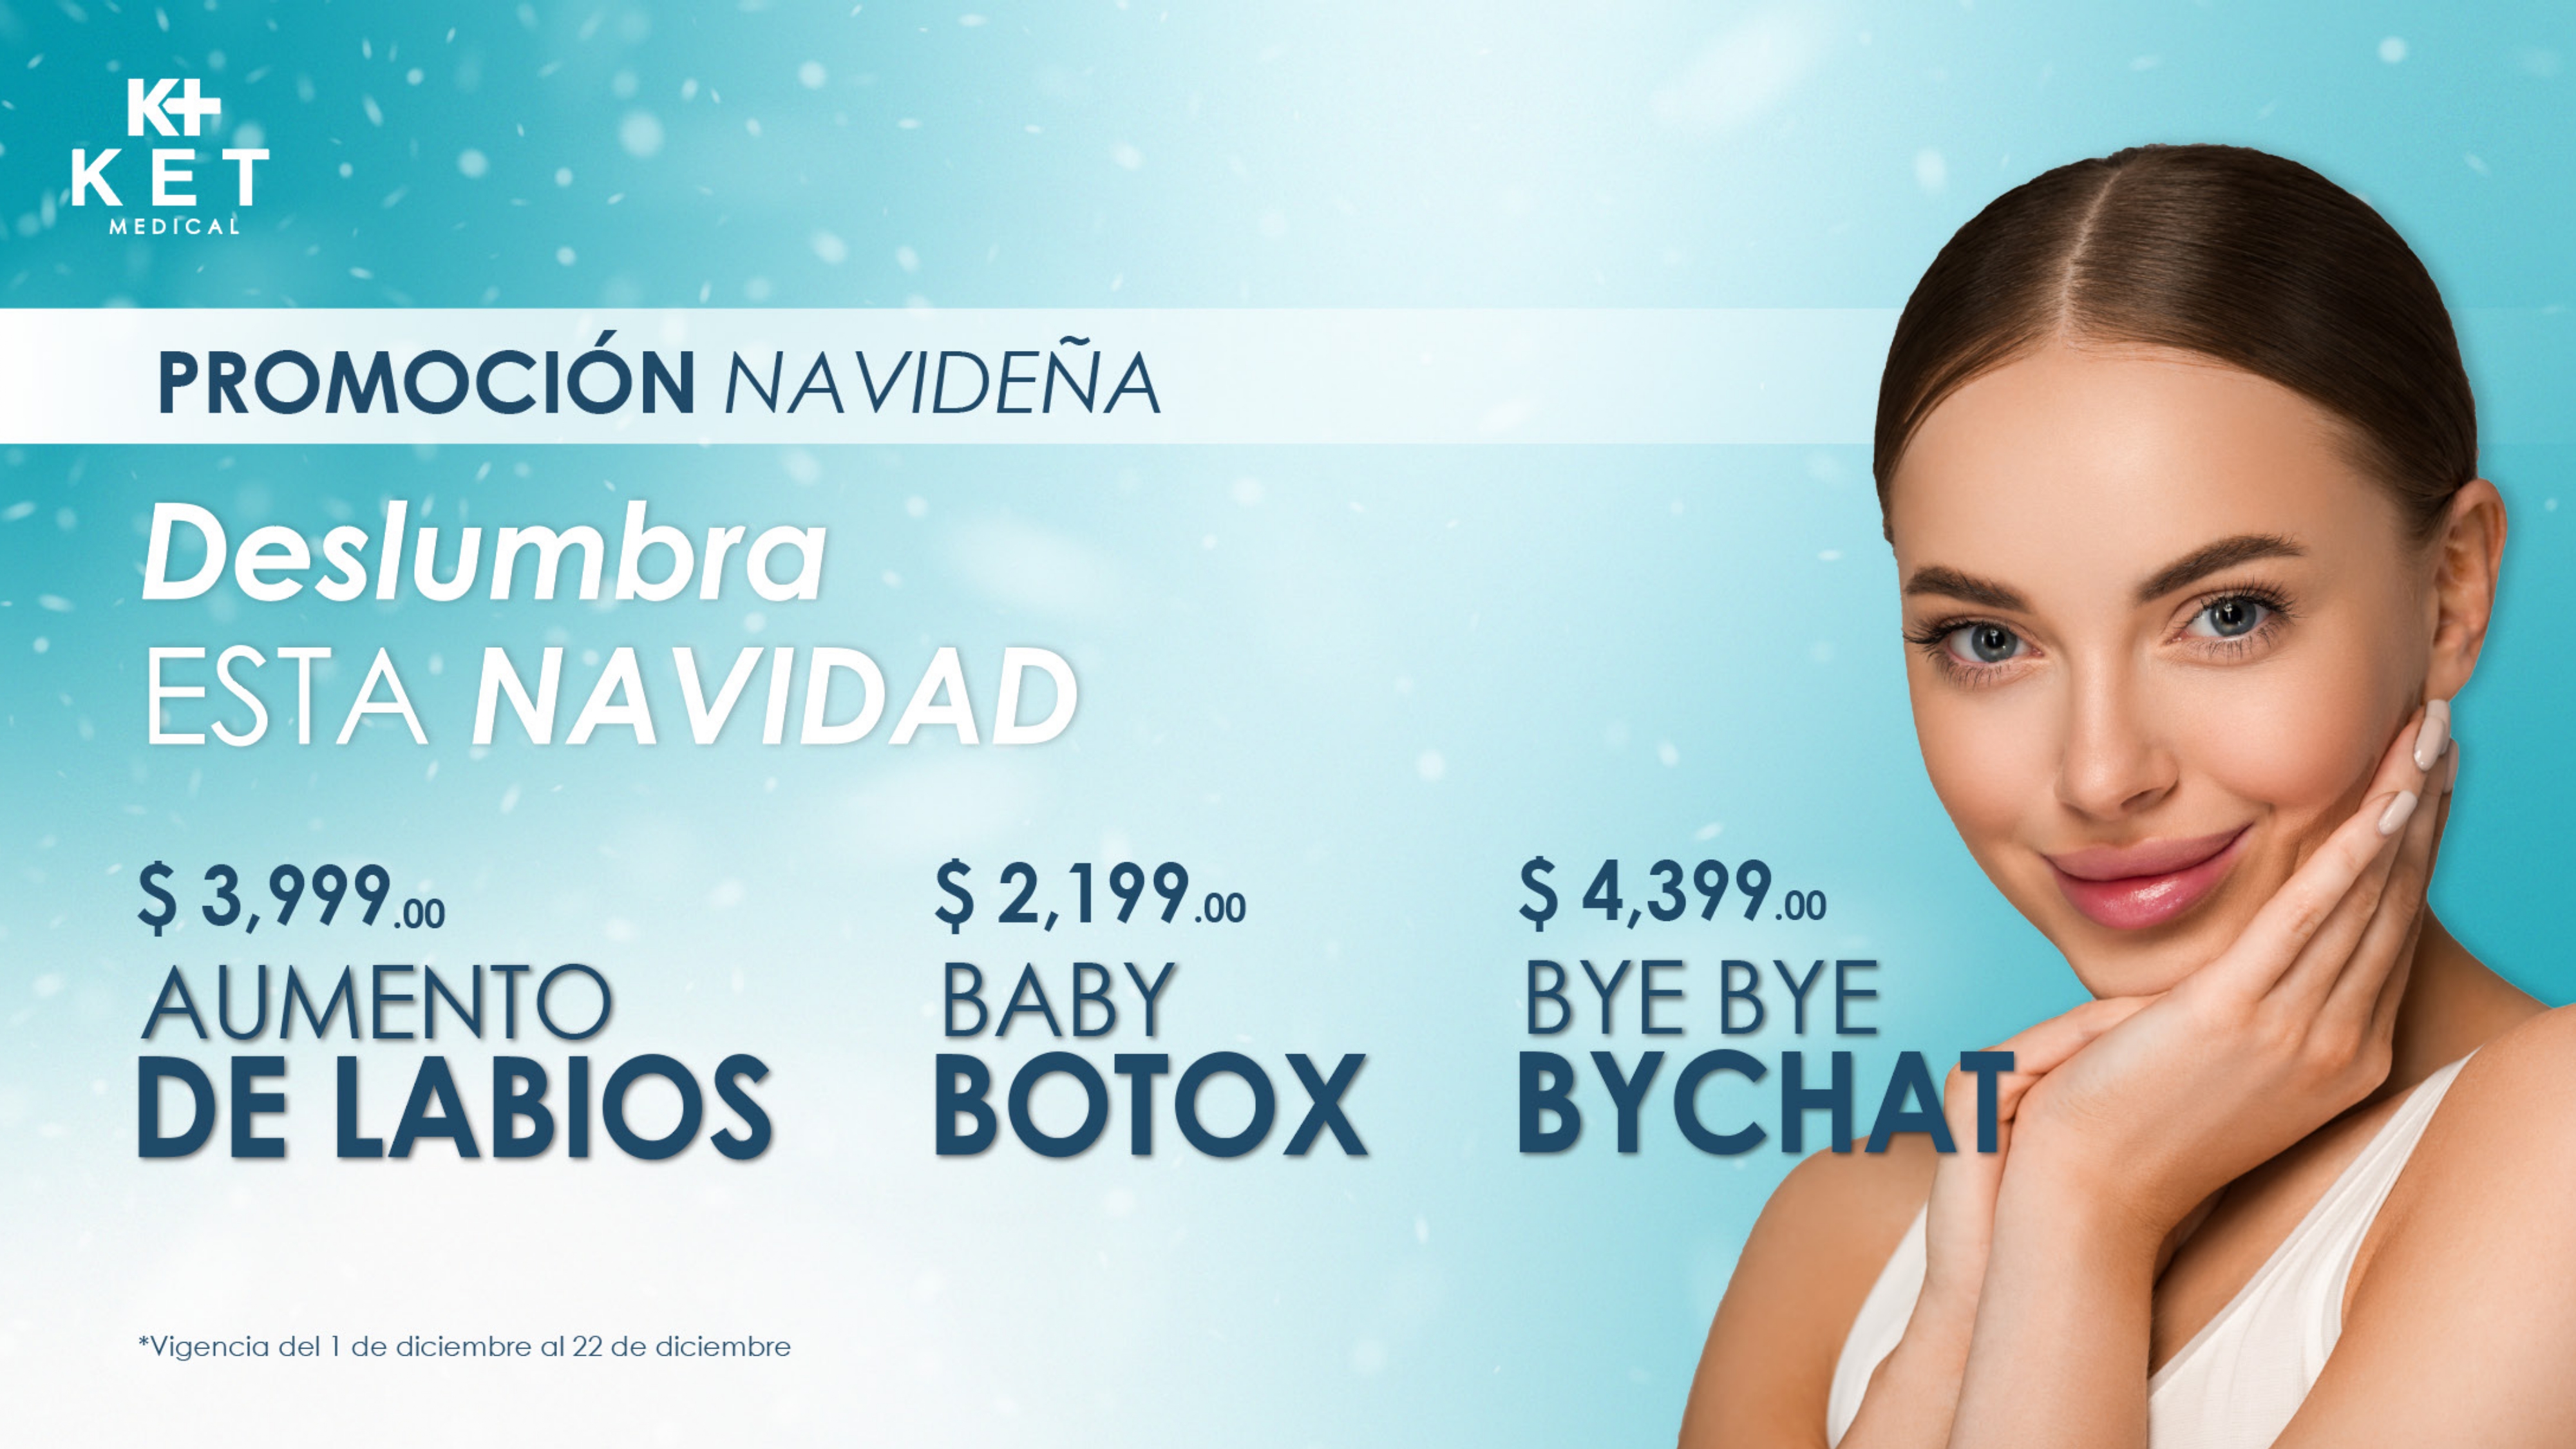 K+
KET
MEDICAL
PROMOCIÓN NAVIDEÑA
Deslumbra
ESTA NAVIDAD
$ 3,999.00
AUMENTO
DE LABIOS
$ 2,199.00
BABY
BOTOX
$ 4,399.00
BYE BYE
BYCHAT
*Vigencia del 1 de diciembre al 22 de diciembre